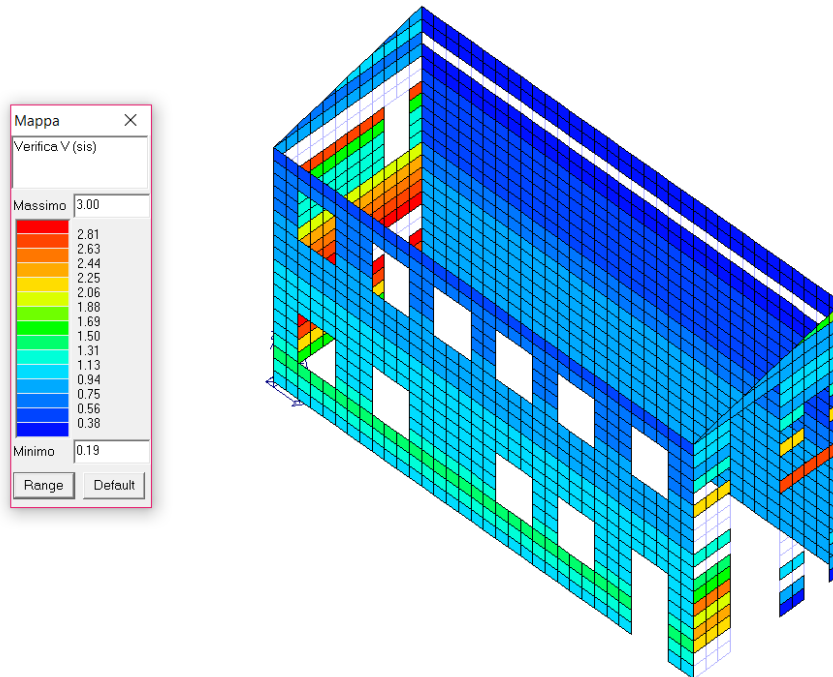 Mappa
Verifica V (sis)
Massimo 3.00
2.81
2.63
2.44
2.25
2.06
1.88
1.69
1.50
1.31
1.13
0.94
0.75
0.56
0.38
Minimo 0.19
Range Default